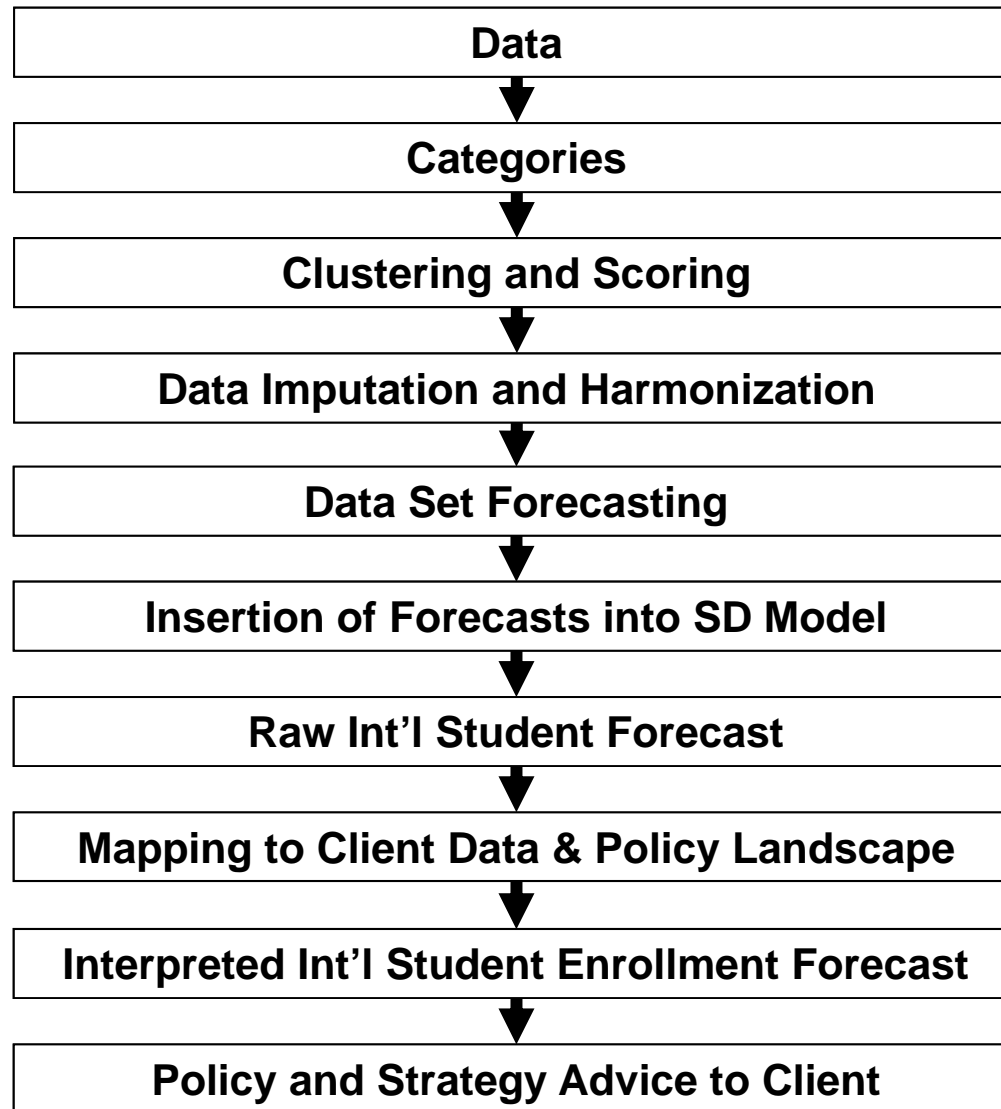 Data
Categories
Clustering and Scoring
Data Imputation and Harmonization
Data Set Forecasting
Insertion of Forecasts into SD Model
Raw Int’l Student Forecast
Mapping to Client Data & Policy Landscape
Interpreted Int’l Student Enrollment Forecast
Policy and Strategy Advice to Client